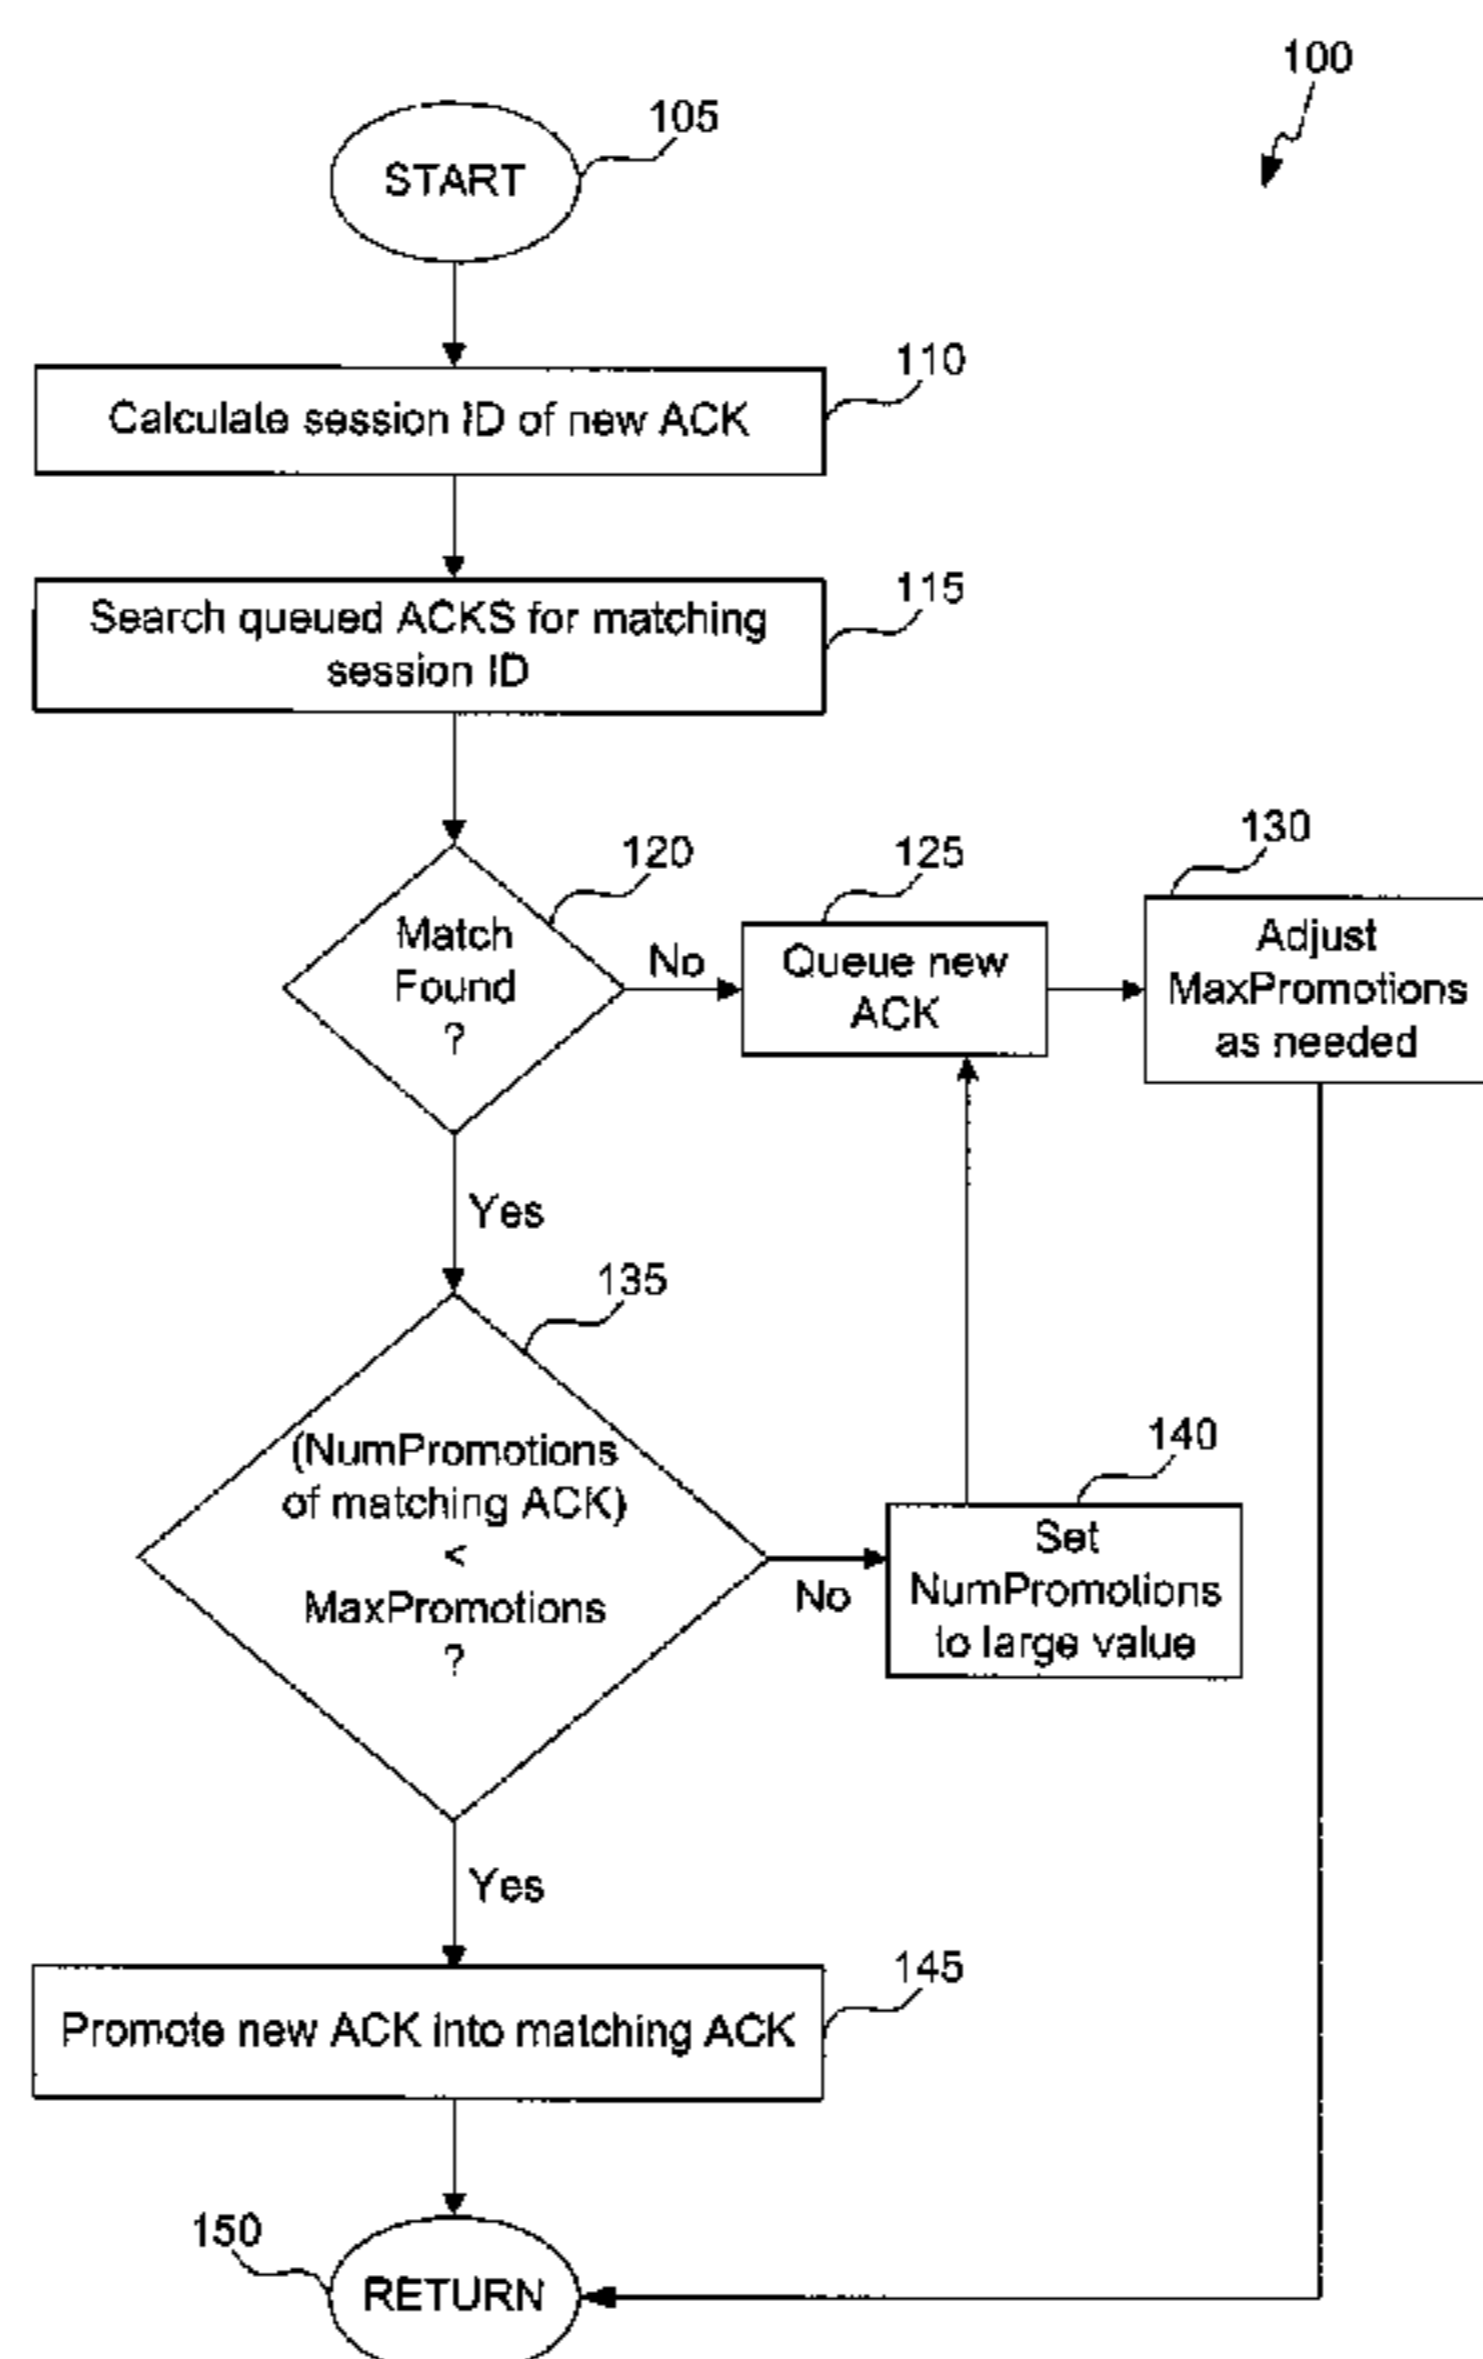 100
105
START
110
Calculate session ID of new ACK
115
Search queued ACKS for matching
session ID
120
Match
Found
?
No
125
Queue new
ACK
130
Adjust
MaxPromotions
as needed
Yes
135
(NumPromotions
of matching ACK)
<
MaxPromotions
?
No
140
Set
NumPromotions
to large value
Yes
145
Promote new ACK into matching ACK
150
RETURN